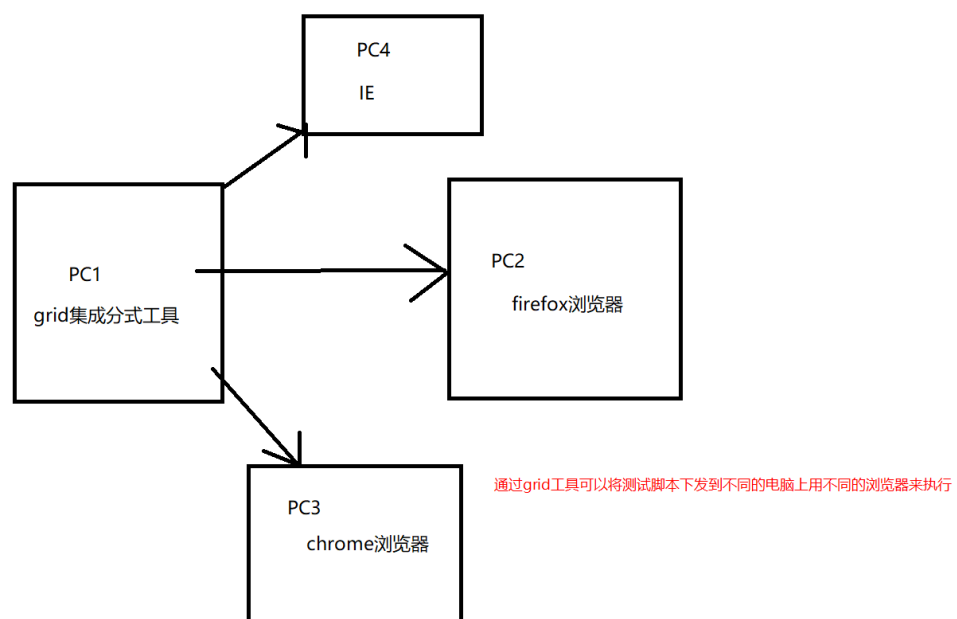 PC4
IE
PC1
grid集成分式工具
PC2
firefox浏览器
通过grid工具可以将测试脚本下发到不同的电脑上用不同的浏览器来执行
PC3
chrome浏览器